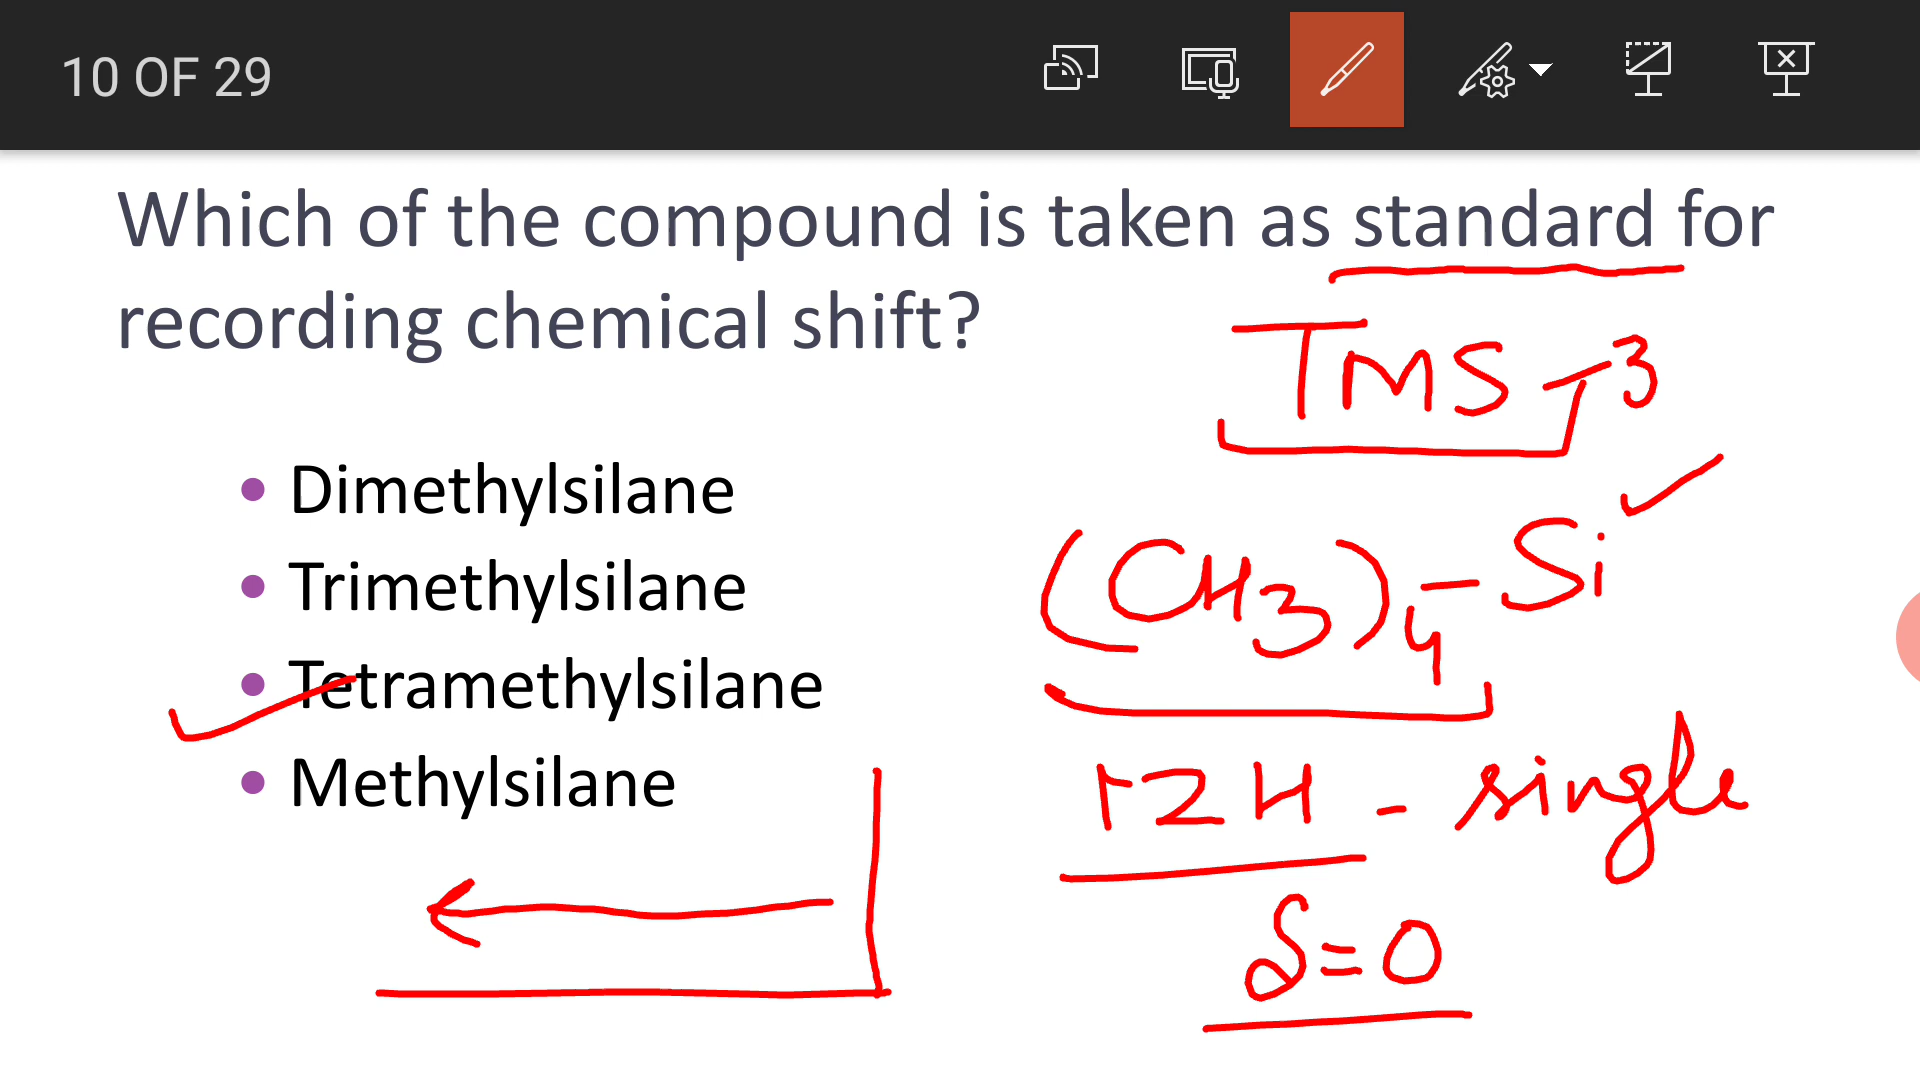 10 OF 29
Which of the compound is taken as standard for
recording chemical shift?
TMS - 3
• Dimethylsilane
• Trimethylsilane
• Tetramethylsilane
• Methylsilane
(CH3)4-Si
12H - single
δ=0